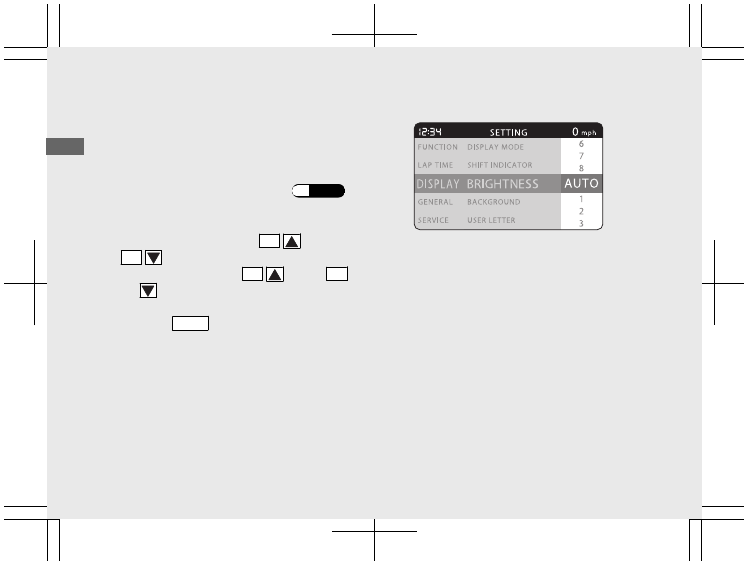 12:34 SETTING 0 mph
FUNCTION DISPLAY MODE 6
7
LAP TIME SHIFT INDICATOR 8
DISPLAY BRIGHTNESS AUTO
GENERAL BACKGROUND 1
2
SERVICE USER LETTER 3